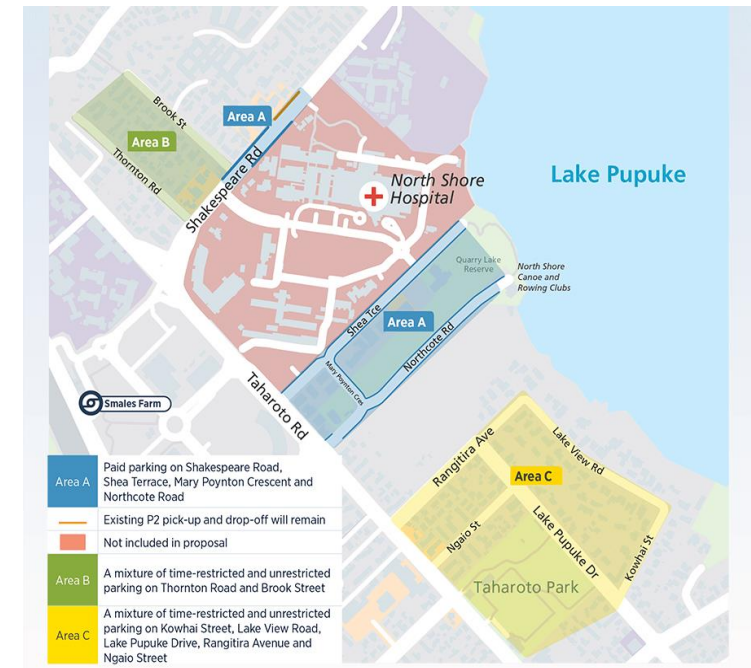 Brook St
Area A
Area B
Thornton Rd
Shakespeare Rd
North Shore
Hospital
Lake Pupuke
Quarry Lake
Reserve
North Shore
Canoe and
Rowing Clubs
Shea Tce
Area A
Northcote Rd
Mary Poynton Cres
Taharoto Rd
Smales Farm
Rangitira Ave
Lake View Rd
Area C
Ngaio St
Lake Pupuke Dr
Kowhai St
Taharoto Park
Area A
Paid parking on Shakespeare Road,
Shea Terrace, Mary Poynton Crescent and
Northcote Road
Existing P2 pick-up and drop-off will remain
Not included in proposal
Area B
A mixture of time-restricted and unrestricted
parking on Thornton Road and Brook Street
Area C
A mixture of time-restricted and unrestricted
parking on Kowhai Street, Lake View Road,
Lake Pupuke Drive, Rangitira Avenue and
Ngaio Street